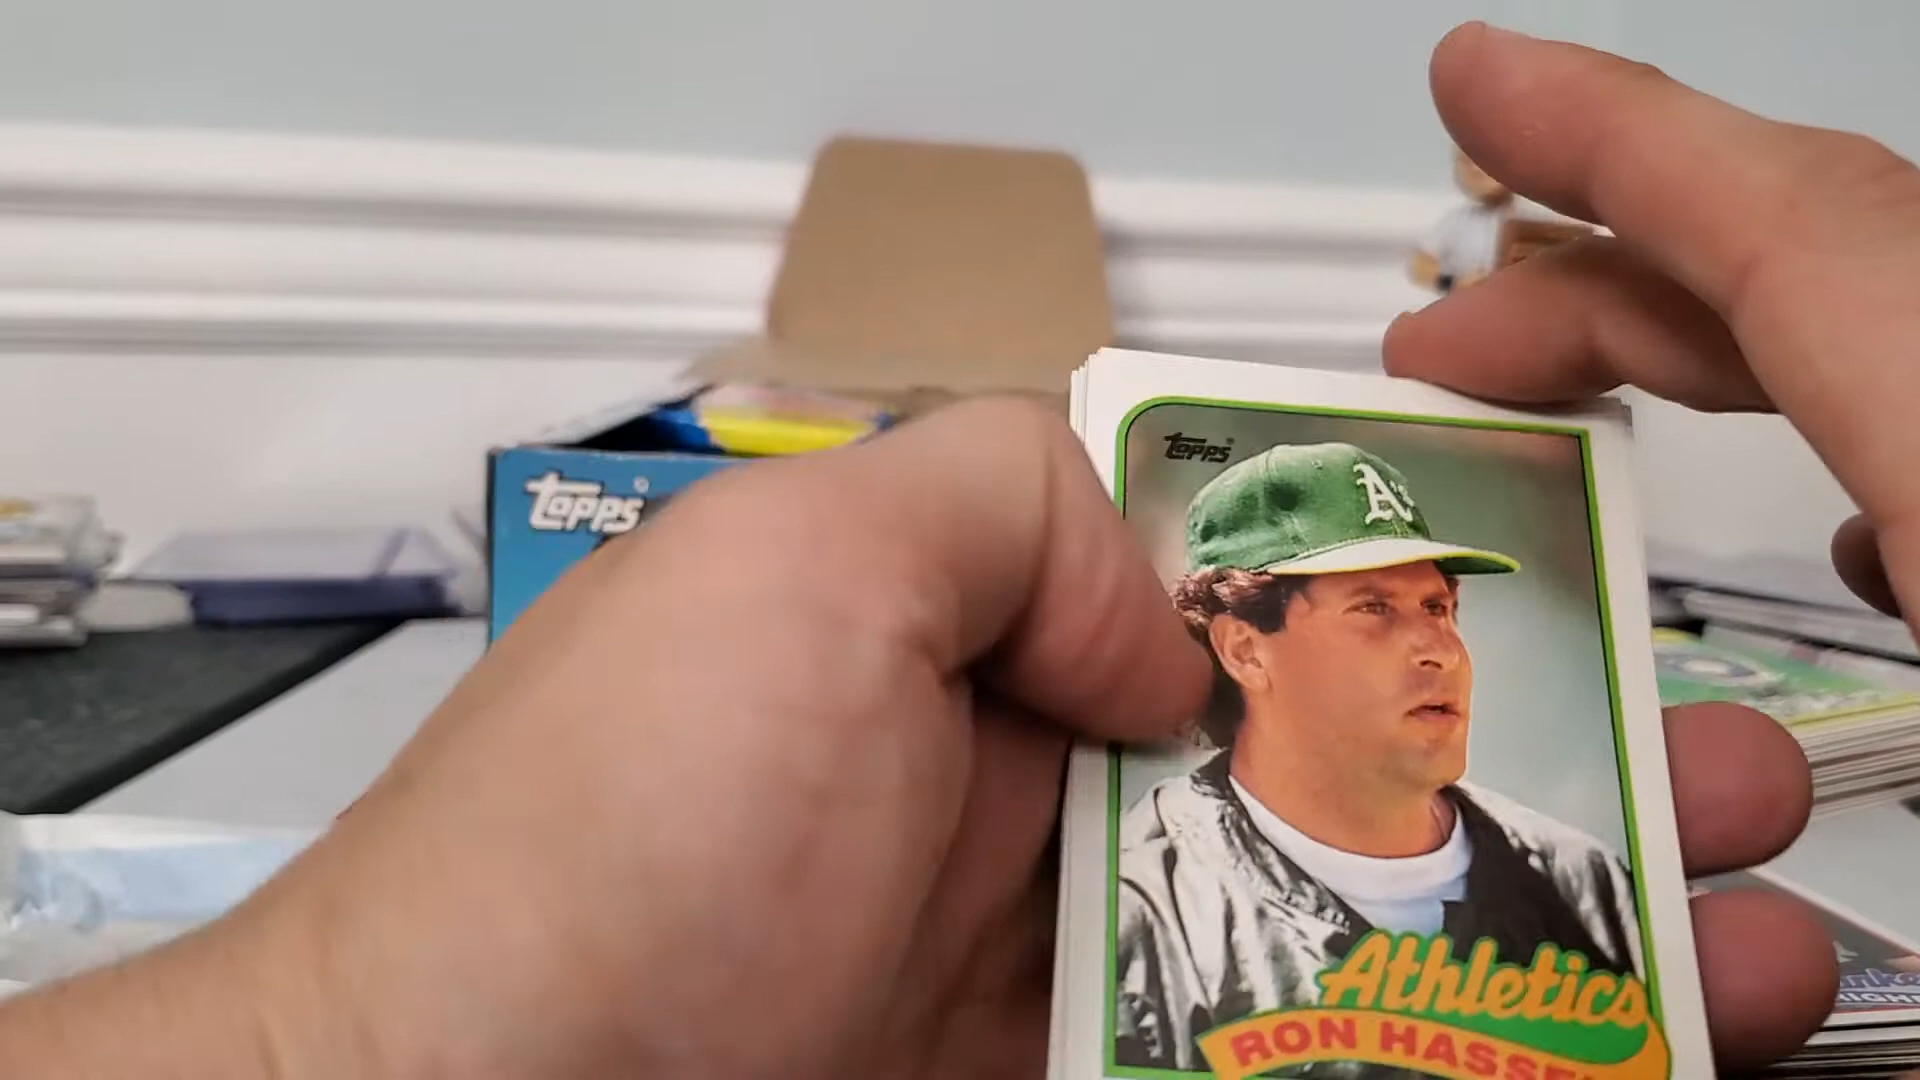 topps
topps
A's
Athletics
RON HASSE